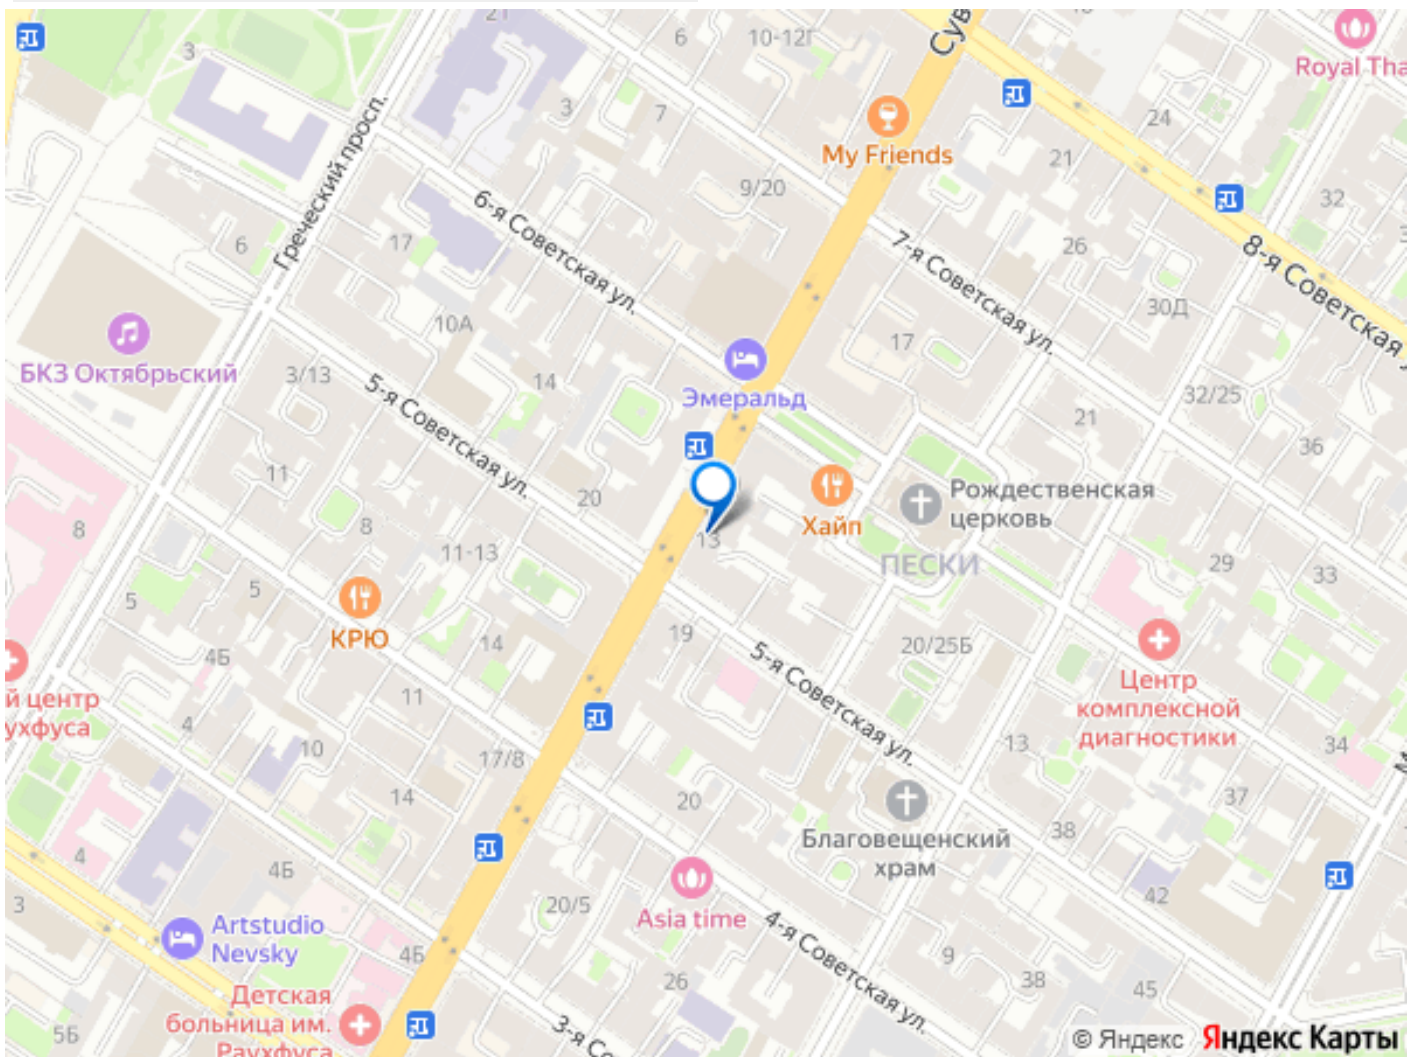 21
6
10-12Г
Сув
Royal Tha
3
3
7
24
My Friends
21
Греческий просп.
9/20
32
6-я Советская ул.
17
6
7-я Советская ул.
26
8-я Советская
10А
30Д
17
БКЗ Октябрьский
3/13
14
5-я Советская ул.
Эмеральд
32/25
21
36
11
20
Рождественская
церковь
Хайп
8
8
11-13
13
ПЕСКИ
29
33
5
5
КРЮ
14
19
20/25Б
5-я Советская ул.
4Б
й центр
ухфуса
11
Центр
комплексной
диагностики
4
10
17/8
13
34
14
20
37
38
Благовещенский
храм
4
4Б
42
3
20/5
Asia time
4-я Советская ул.
Artstudio
Nevsky
4Б
9
26
38
45
Детская
больница им.
Раухфуса
5Б
3-я Со
© Яндекс Яндекс Карты